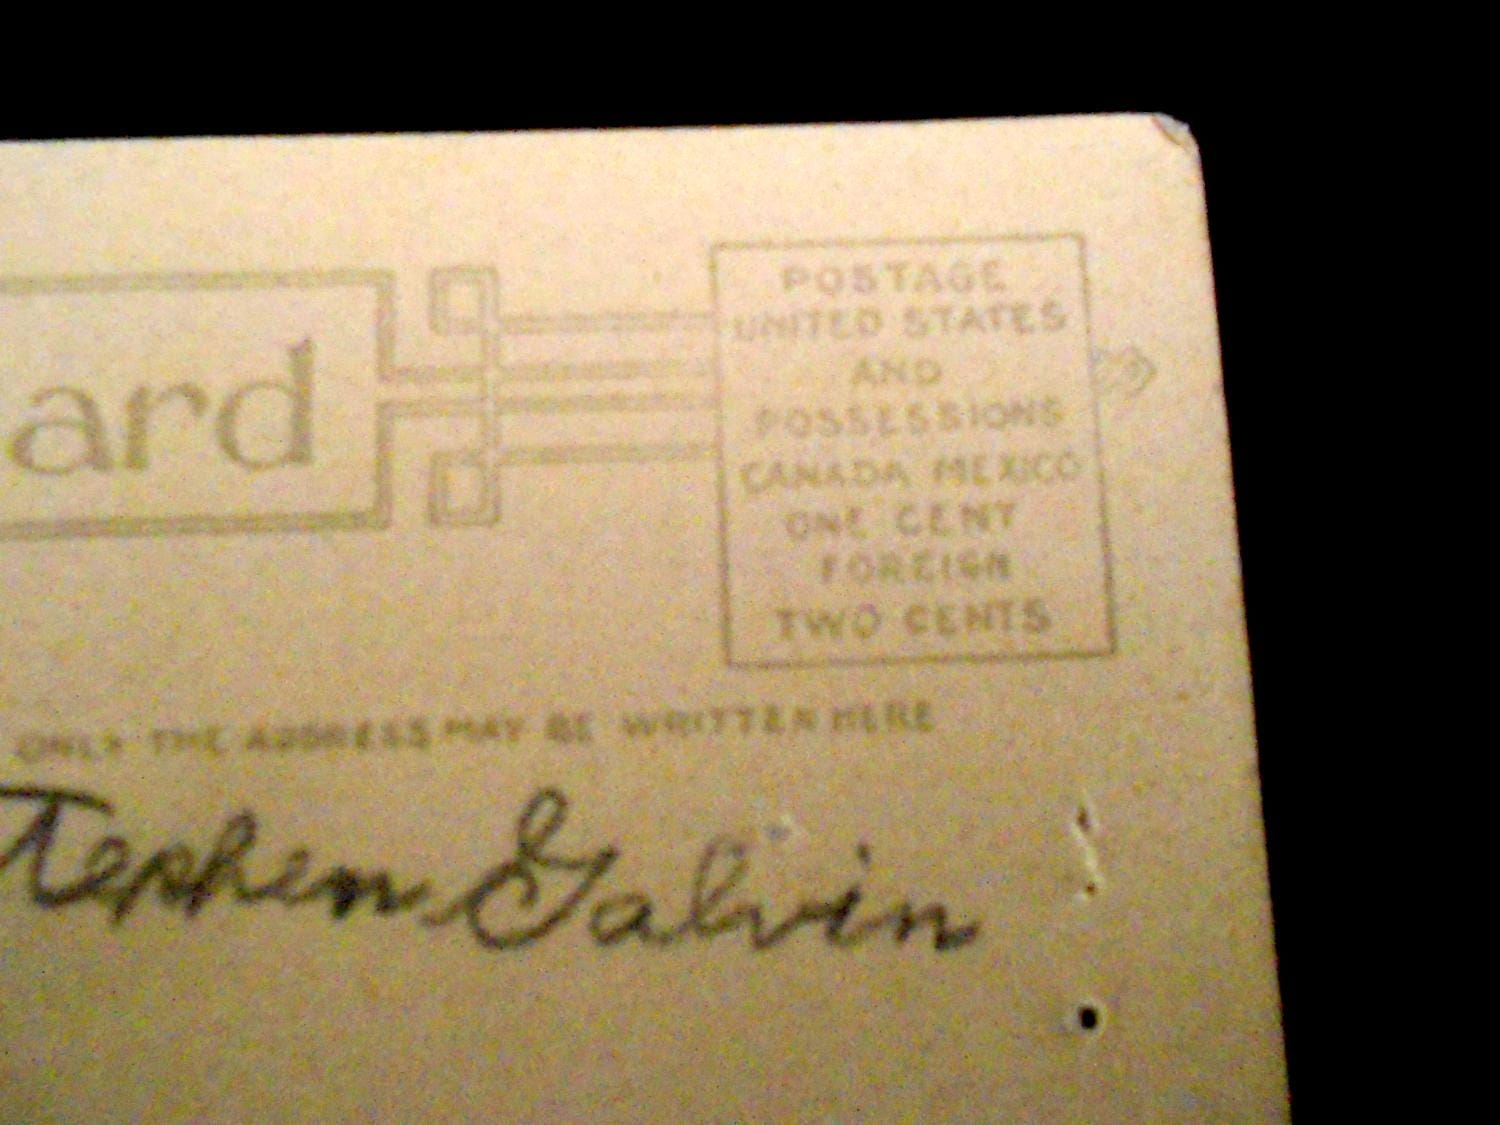 ard
POSTAGE
UNITED STATES
AND
POSSESSIONS
CANADA MEXICO
ONE CENT
FOREIGN
TWO CENTS
ONLY THE ADDRESS MAY BE WRITTEN HERE
Stephen Galvin